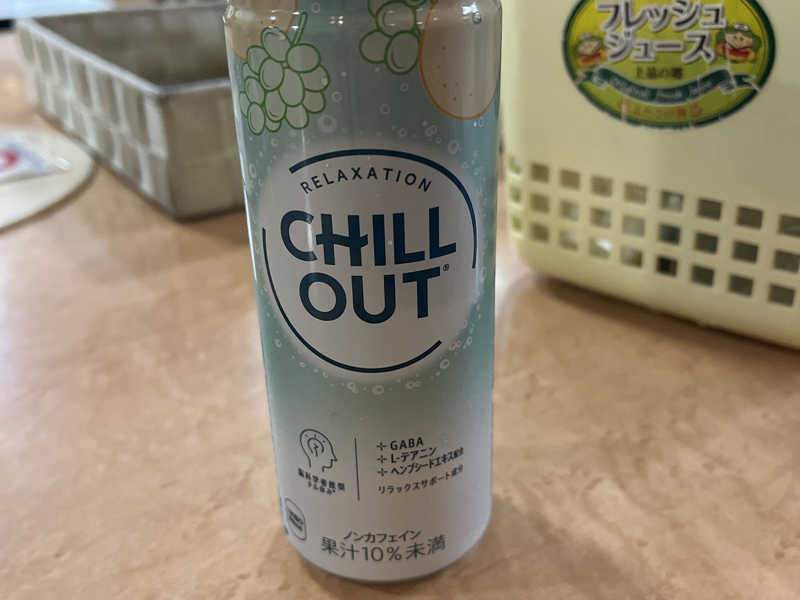 フレッシュ
ジュース
RELAXATION
CHILL
OUT®
GABA
L-テアニン
ヘンプシードエキス配合
リラックスサポート成分
ノンカフェイン
果汁10%未満